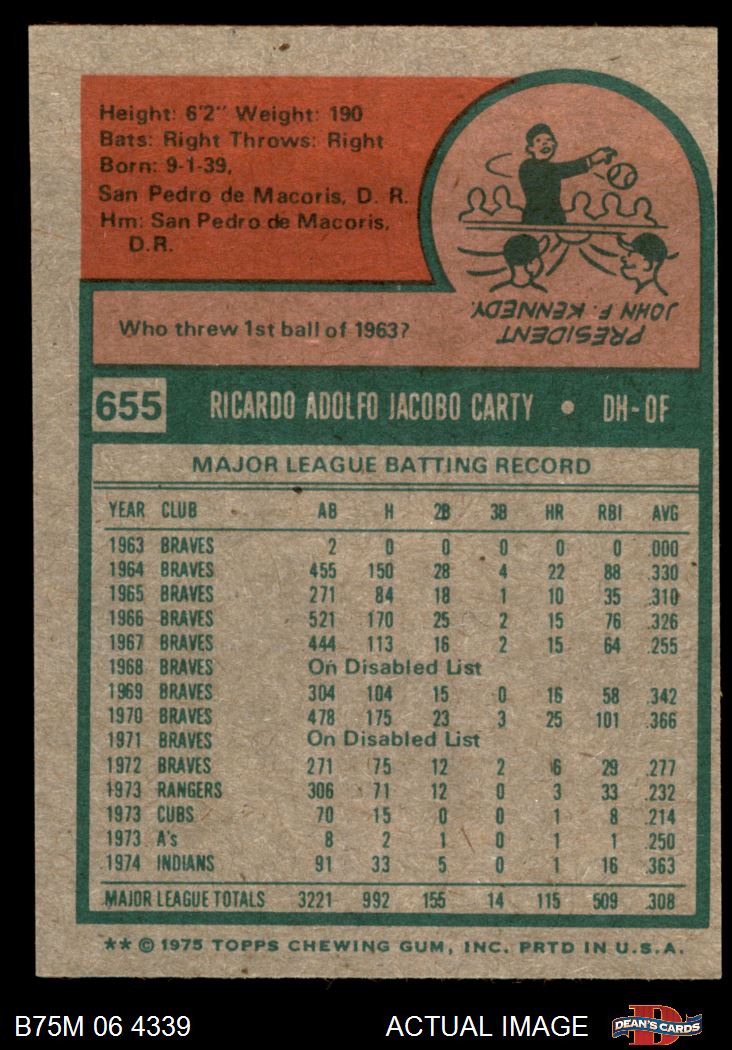 Height: 6'2" Weight: 190
Bats: Right Throws: Right
Born: 9-1-39,
San Pedro de Macoris, D. R.
Hm: San Pedro de Macoris,
D.R.
Who threw 1st ball of 1963?
PRESIDENT
JOHN F. KENNEDY.
655 RICARDO ADOLFO JACOBO CARTY • DH-OF
MAJOR LEAGUE BATTING RECORD
YEAR CLUB AB H 2B 3B HR RBI AVG
1963 BRAVES 2 0 0 0 0 0 .000
1964 BRAVES 455 150 28 4 22 88 .330
1965 BRAVES 271 84 18 1 10 35 .310
1966 BRAVES 521 170 25 2 15 76 .326
1967 BRAVES 444 113 16 2 15 64 .255
1968 BRAVES On Disabled List
1969 BRAVES 304 104 15 0 16 58 .342
1970 BRAVES 478 175 23 3 25 101 .366
1971 BRAVES On Disabled List
1972 BRAVES 271 75 12 2 6 29 .277
1973 RANGERS 306 71 12 0 3 33 .232
1973 CUBS 70 15 0 0 1 8 .214
1973 A's 8 2 1 0 1 1 .250
1974 INDIANS 91 33 5 0 1 16 .363
MAJOR LEAGUE TOTALS 3221 992 155 14 115 509 .308
** © 1975 TOPPS CHEWING GUM, INC. PRTD IN U.S.A.
B75M 06 4339 ACTUAL IMAGE D DEAN'S CARDS